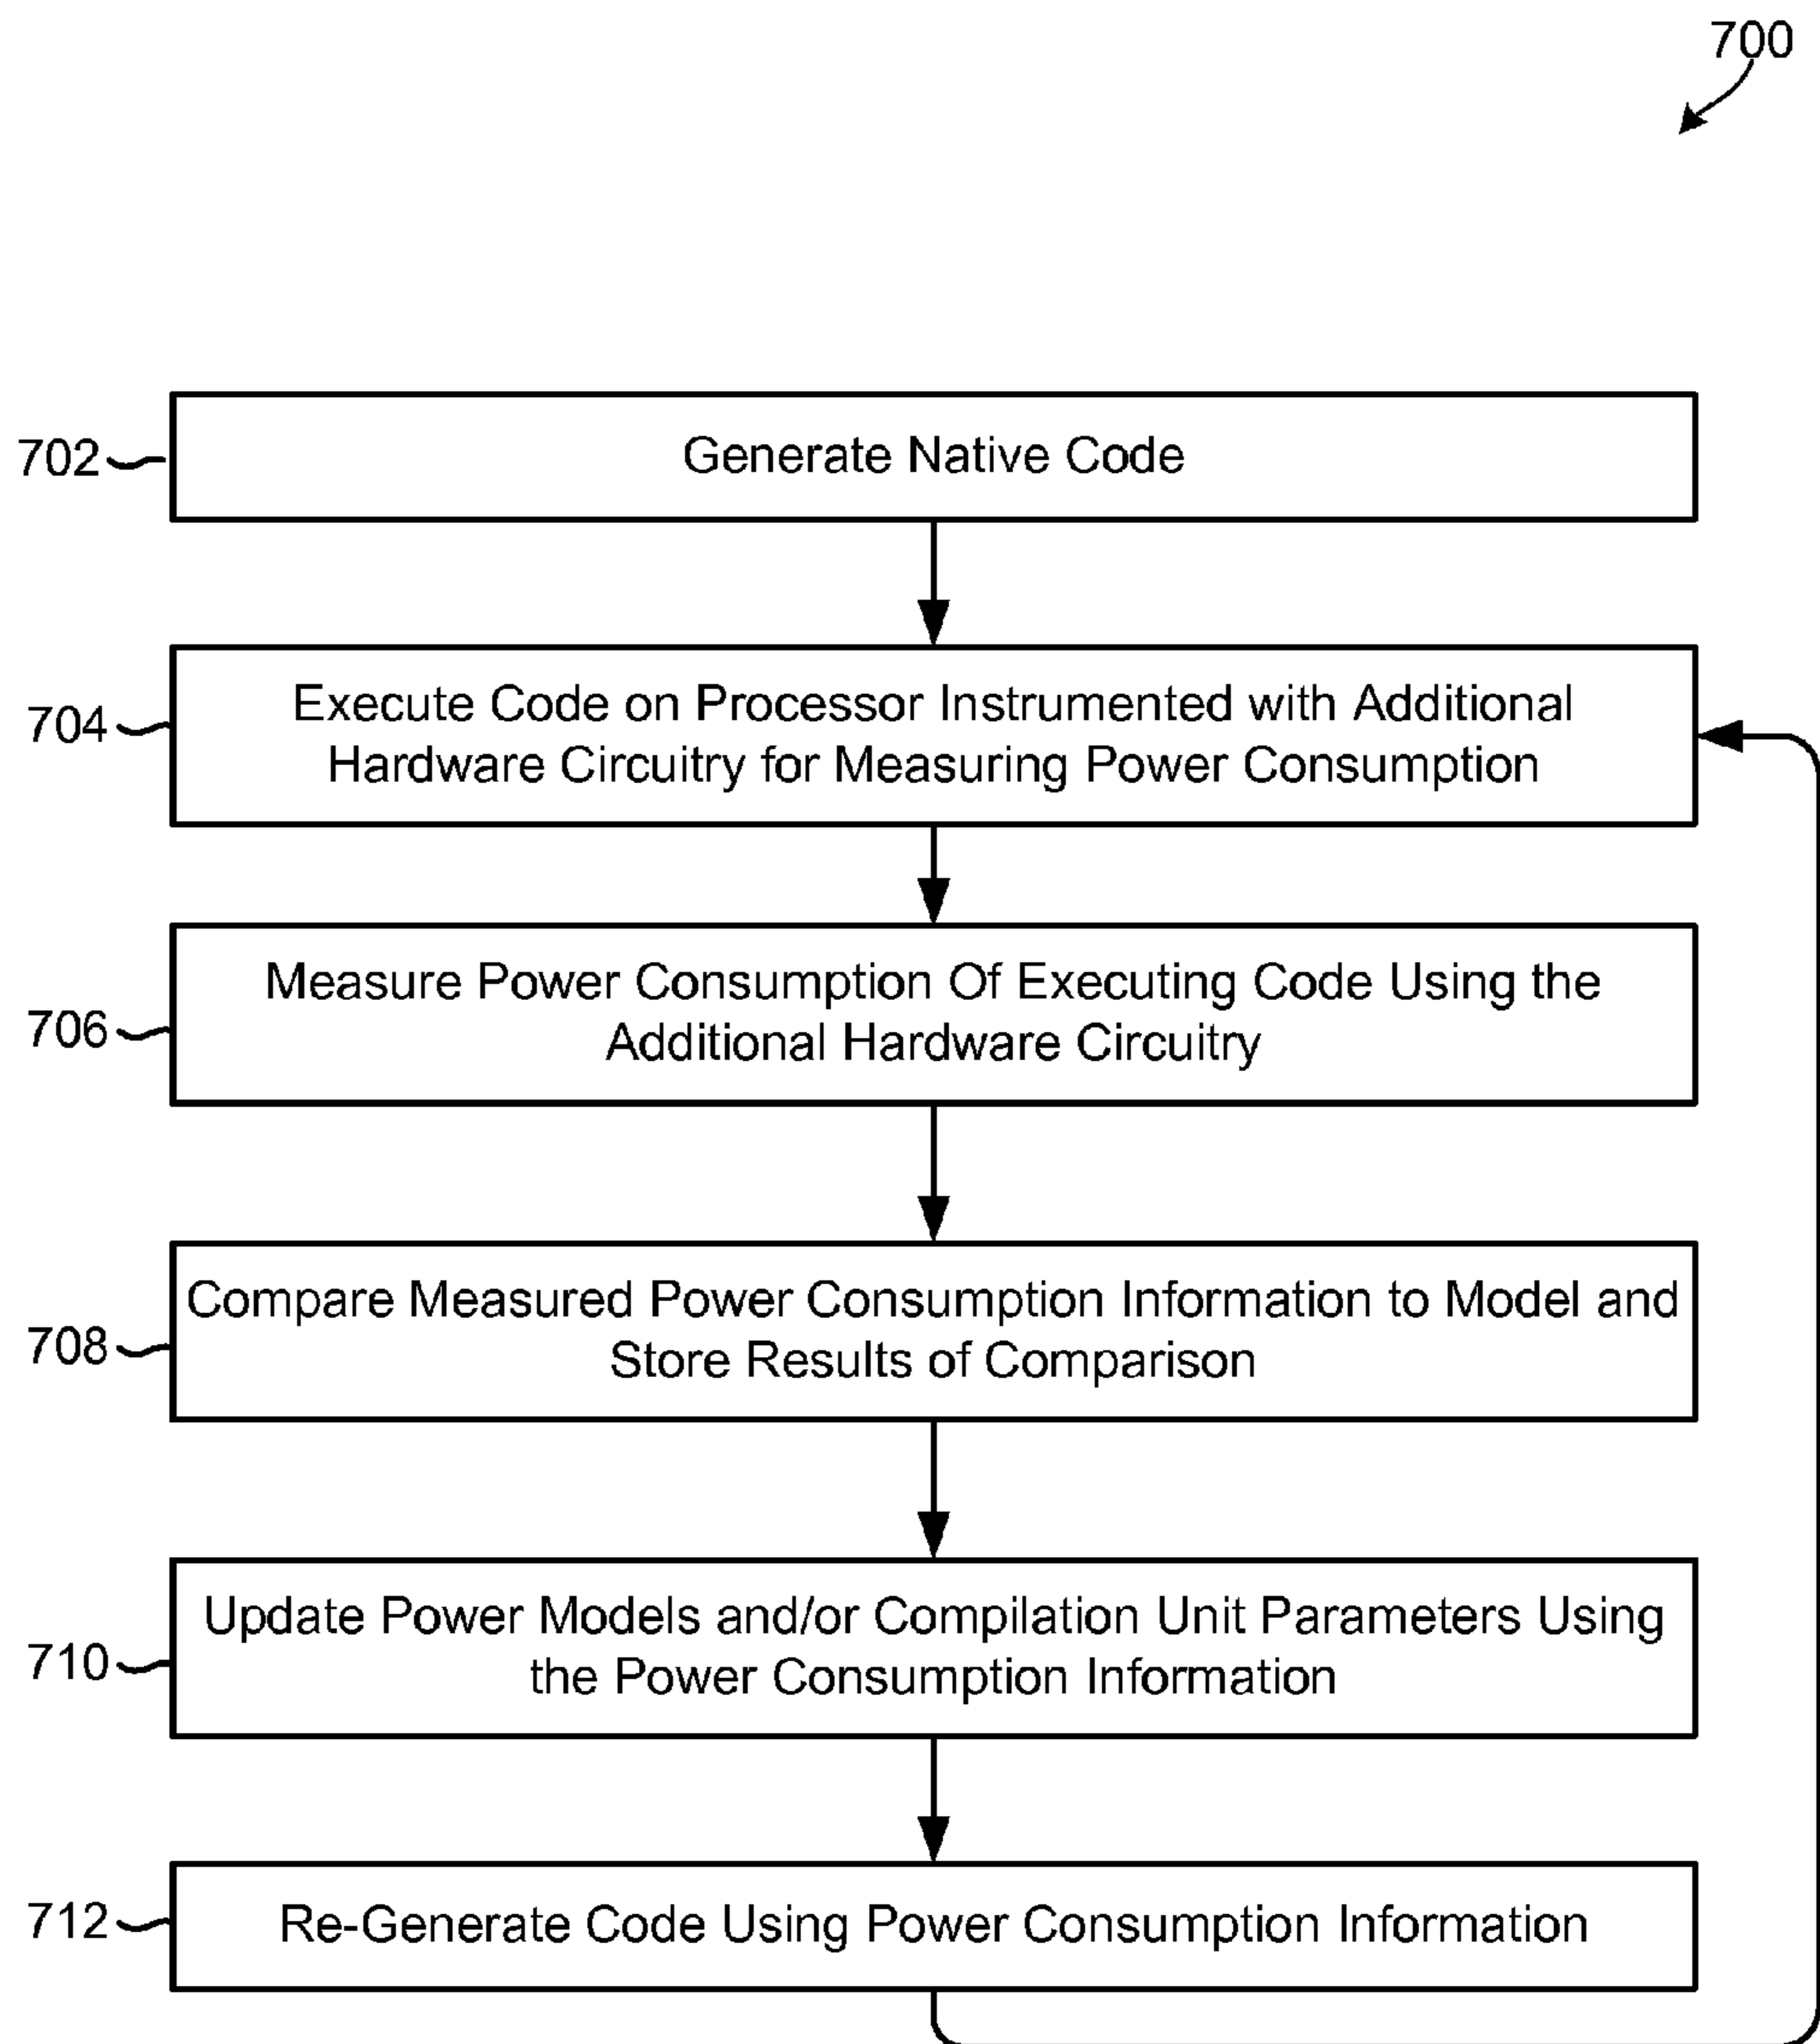 700
702
Generate Native Code
704
Execute Code on Processor Instrumented with Additional
Hardware Circuitry for Measuring Power Consumption
706
Measure Power Consumption Of Executing Code Using the
Additional Hardware Circuitry
708
Compare Measured Power Consumption Information to Model and
Store Results of Comparison
710
Update Power Models and/or Compilation Unit Parameters Using
the Power Consumption Information
712
Re-Generate Code Using Power Consumption Information